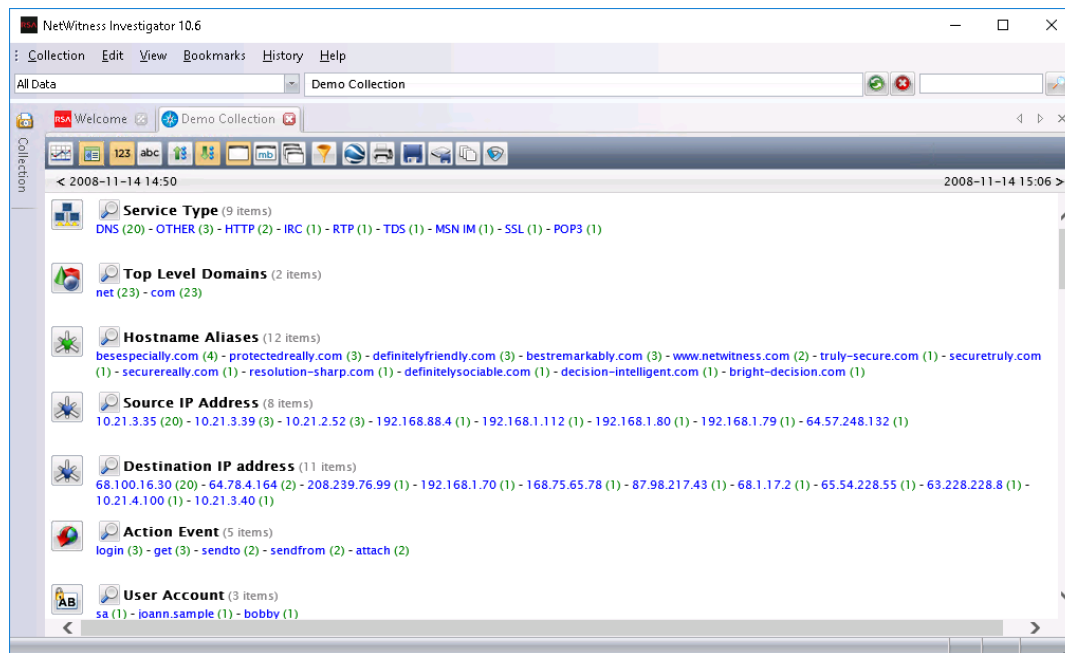 RSA NetWitness Investigator 10.6
Collection Edit View Bookmarks History Help
All Data Demo Collection
RSA Welcome Demo Collection
Collection
123 abc mb
< 2008-11-14 14:50 2008-11-14 15:06 >
Service Type (9 items)
DNS (20) - OTHER (3) - HTTP (2) - IRC (1) - RTP (1) - TDS (1) - MSN IM (1) - SSL (1) - POP3 (1)
Top Level Domains (2 items)
net (23) - com (23)
Hostname Aliases (12 items)
besespecially.com (4) - protectedreally.com (3) - definitelyfriendly.com (3) - bestremarkably.com (3) - www.netwitness.com (2) - truly-secure.com (1) - securetruly.com
(1) - securereally.com (1) - resolution-sharp.com (1) - definitelysociable.com (1) - decision-intelligent.com (1) - bright-decision.com (1)
Source IP Address (8 items)
10.21.3.35 (20) - 10.21.3.39 (3) - 10.21.2.52 (3) - 192.168.88.4 (1) - 192.168.1.112 (1) - 192.168.1.80 (1) - 192.168.1.79 (1) - 64.57.248.132 (1)
Destination IP address (11 items)
68.100.16.30 (20) - 64.78.4.164 (2) - 208.239.76.99 (1) - 192.168.1.70 (1) - 168.75.65.78 (1) - 87.98.217.43 (1) - 68.1.17.2 (1) - 65.54.228.55 (1) - 63.228.228.8 (1) -
10.21.4.100 (1) - 10.21.3.40 (1)
Action Event (5 items)
login (3) - get (3) - sendto (2) - sendfrom (2) - attach (2)
AB User Account (3 items)
sa (1) - joann.sample (1) - bobby (1)